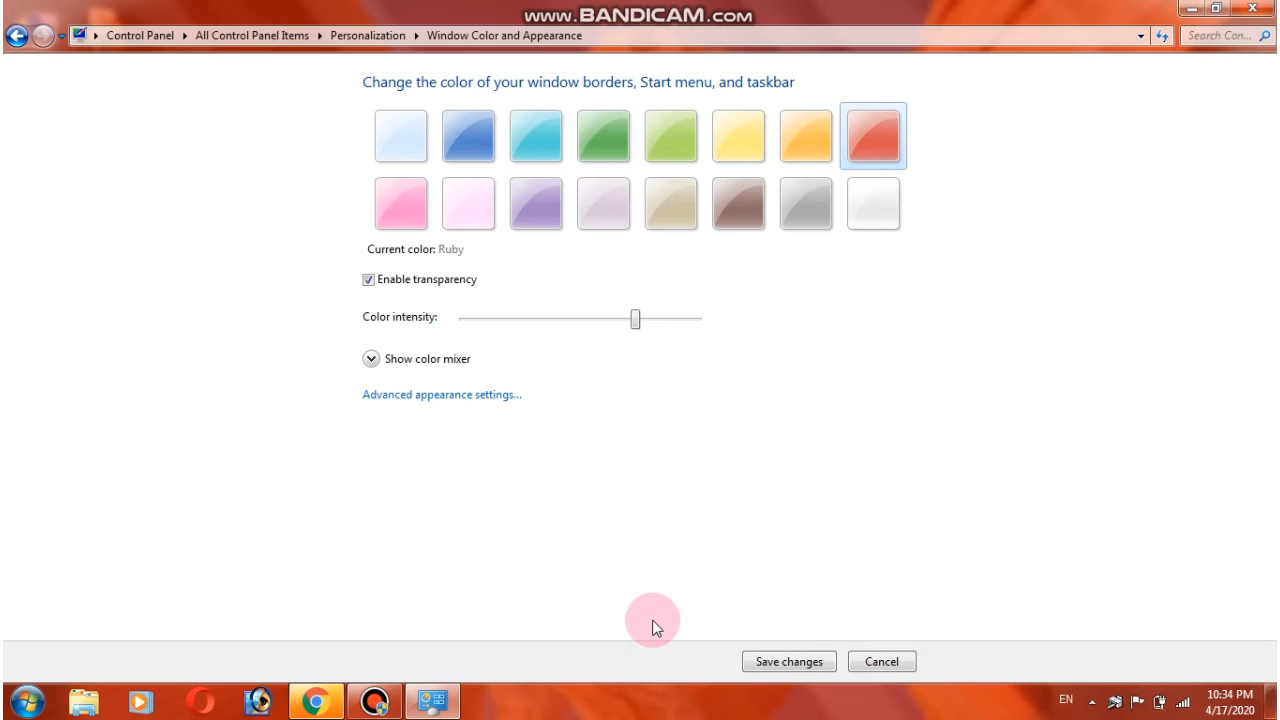 www.BANDICAM.com
Control Panel All Control Panel Items Personalization Window Color and Appearance Search Con...
Change the color of your window borders, Start menu, and taskbar
Current color: Ruby
Enable transparency
Color intensity:
Show color mixer
Advanced appearance settings...
Save changes Cancel
EN 10:34 PM
4/17/2020